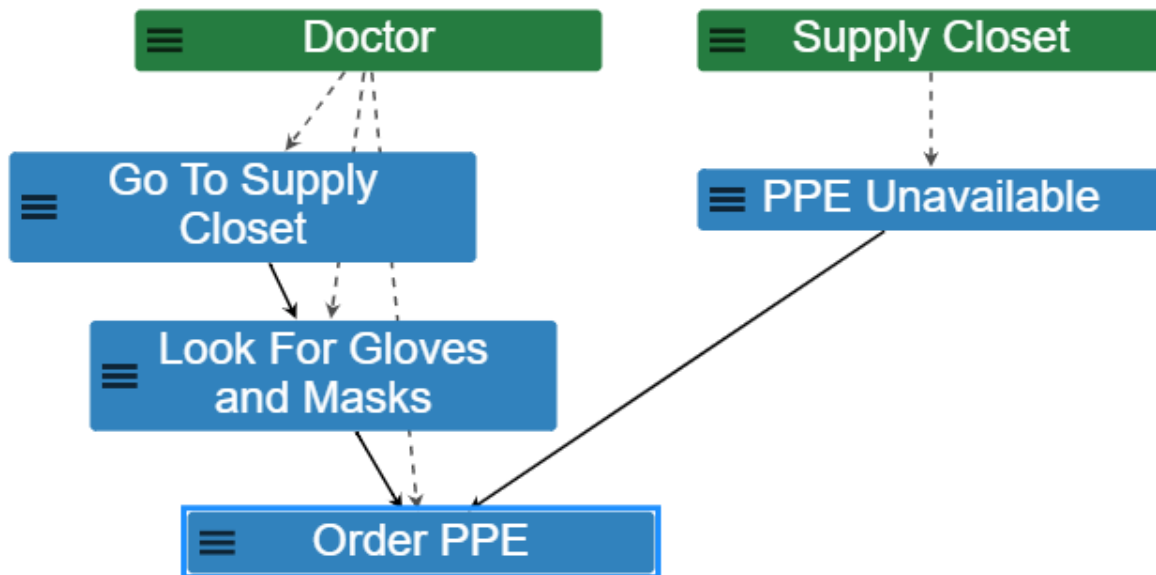 Doctor
Supply Closet
Go To Supply
Closet
PPE Unavailable
Look For Gloves
and Masks
Order PPE